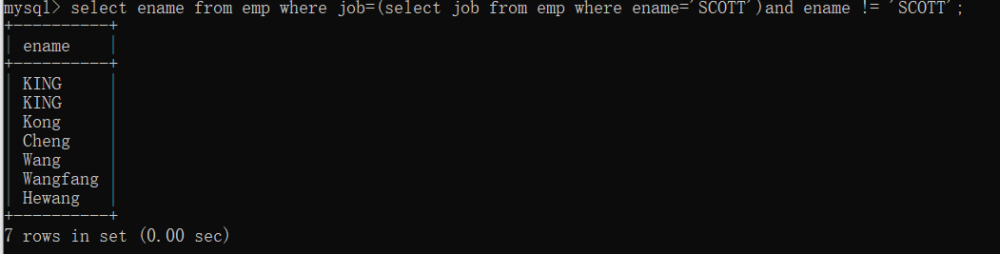 mysql> select ename from emp where job=(select job from emp where ename='SCOTT')and ename != 'SCOTT';
+----------+
| ename    |
+----------+
| KING     |
| KING     |
| Kong     |
| Cheng    |
| Wang     |
| Wangfang |
| Hewang   |
+----------+
7 rows in set (0.00 sec)